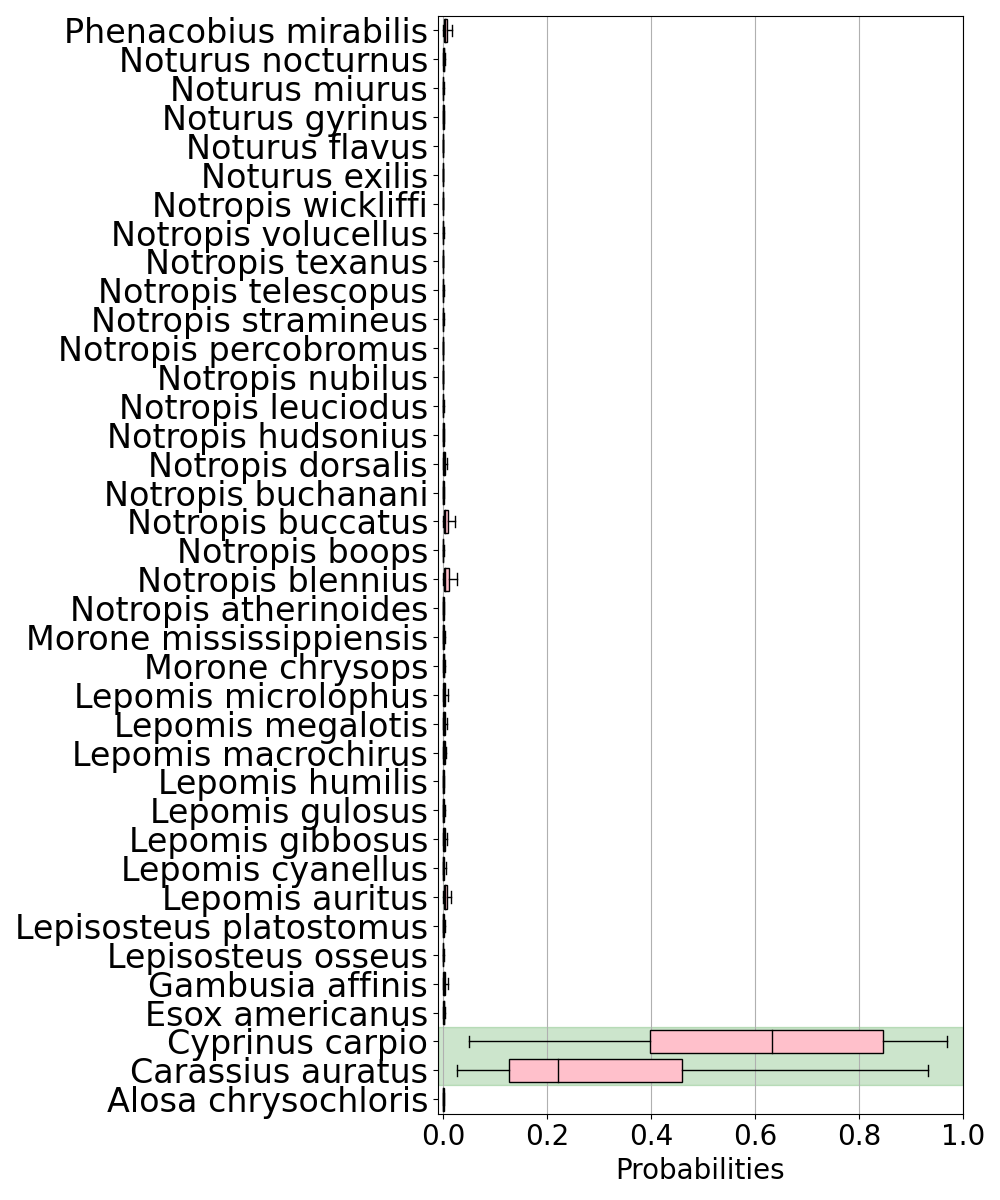 Phenacobius mirabilis
Noturus nocturnus
Noturus miurus
Noturus gyrinus
Noturus flavus
Noturus exilis
Notropis wickliffi
Notropis volucellus
Notropis texanus
Notropis telescopus
Notropis stramineus
Notropis percobromus
Notropis nubilus
Notropis leuciodus
Notropis hudsonius
Notropis dorsalis
Notropis buchanani
Notropis buccatus
Notropis boops
Notropis blennius
Notropis atherinoides
Morone mississippiensis
Morone chrysops
Lepomis microlophus
Lepomis megalotis
Lepomis macrochirus
Lepomis humilis
Lepomis gulosus
Lepomis gibbosus
Lepomis cyanellus
Lepomis auritus
Lepisosteus platostomus
Lepisosteus osseus
Gambusia affinis
Esox americanus
Cyprinus carpio
Carassius auratus
Alosa chrysochloris
0.0 0.2 0.4 0.6 0.8 1.0
Probabilities